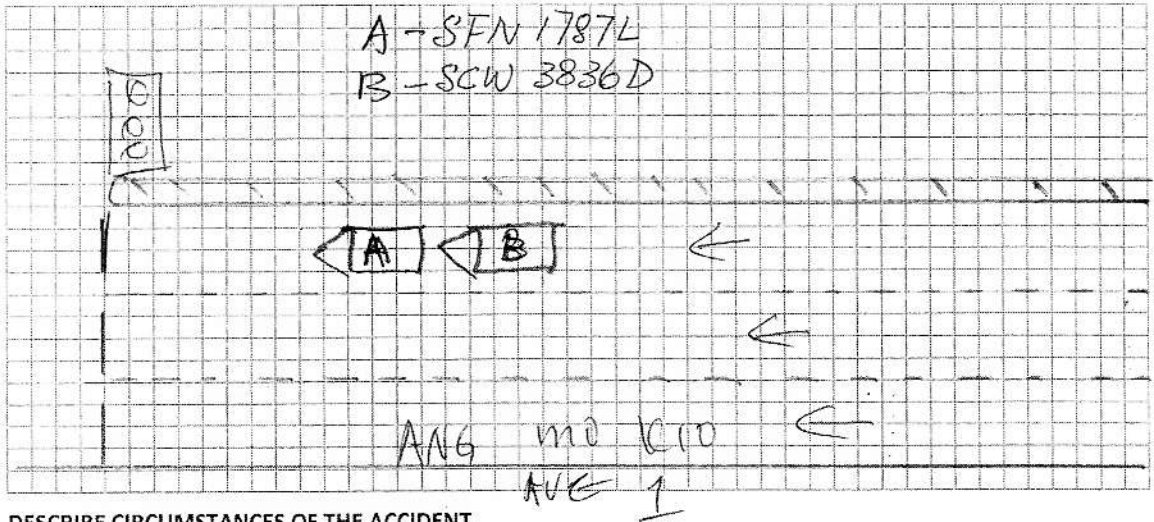 A - SFN 1787L
B - SCW 3836D
A B
ANG MO KIO
AVE 1
DESCRIBE CIRCUMSTANCES OF THE ACCIDENT